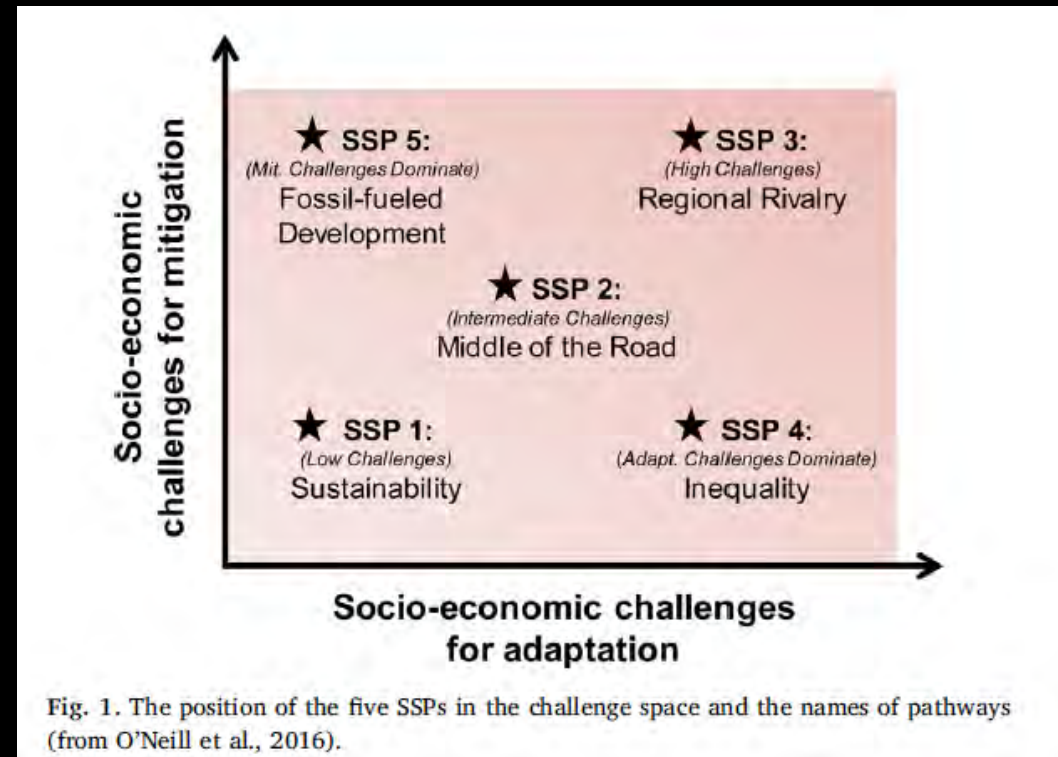 Socio-economic
challenges for mitigation
★ SSP 5:
(Mit. Challenges Dominate)
Fossil-fueled
Development
★ SSP 3:
(High Challenges)
Regional Rivalry
★ SSP 2:
(Intermediate Challenges)
Middle of the Road
★ SSP 1:
(Low Challenges)
Sustainability
★ SSP 4:
(Adapt. Challenges Dominate)
Inequality
Socio-economic challenges
for adaptation
Fig. 1. The position of the five SSPs in the challenge space and the names of pathways
(from O’Neill et al., 2016).